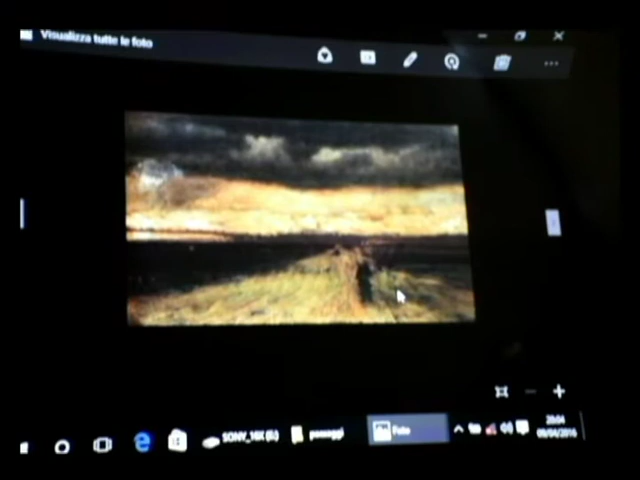 Visualizza tutte le foto
SONY_16X (E:)
paesaggi
Foto
20:04
08/04/2016